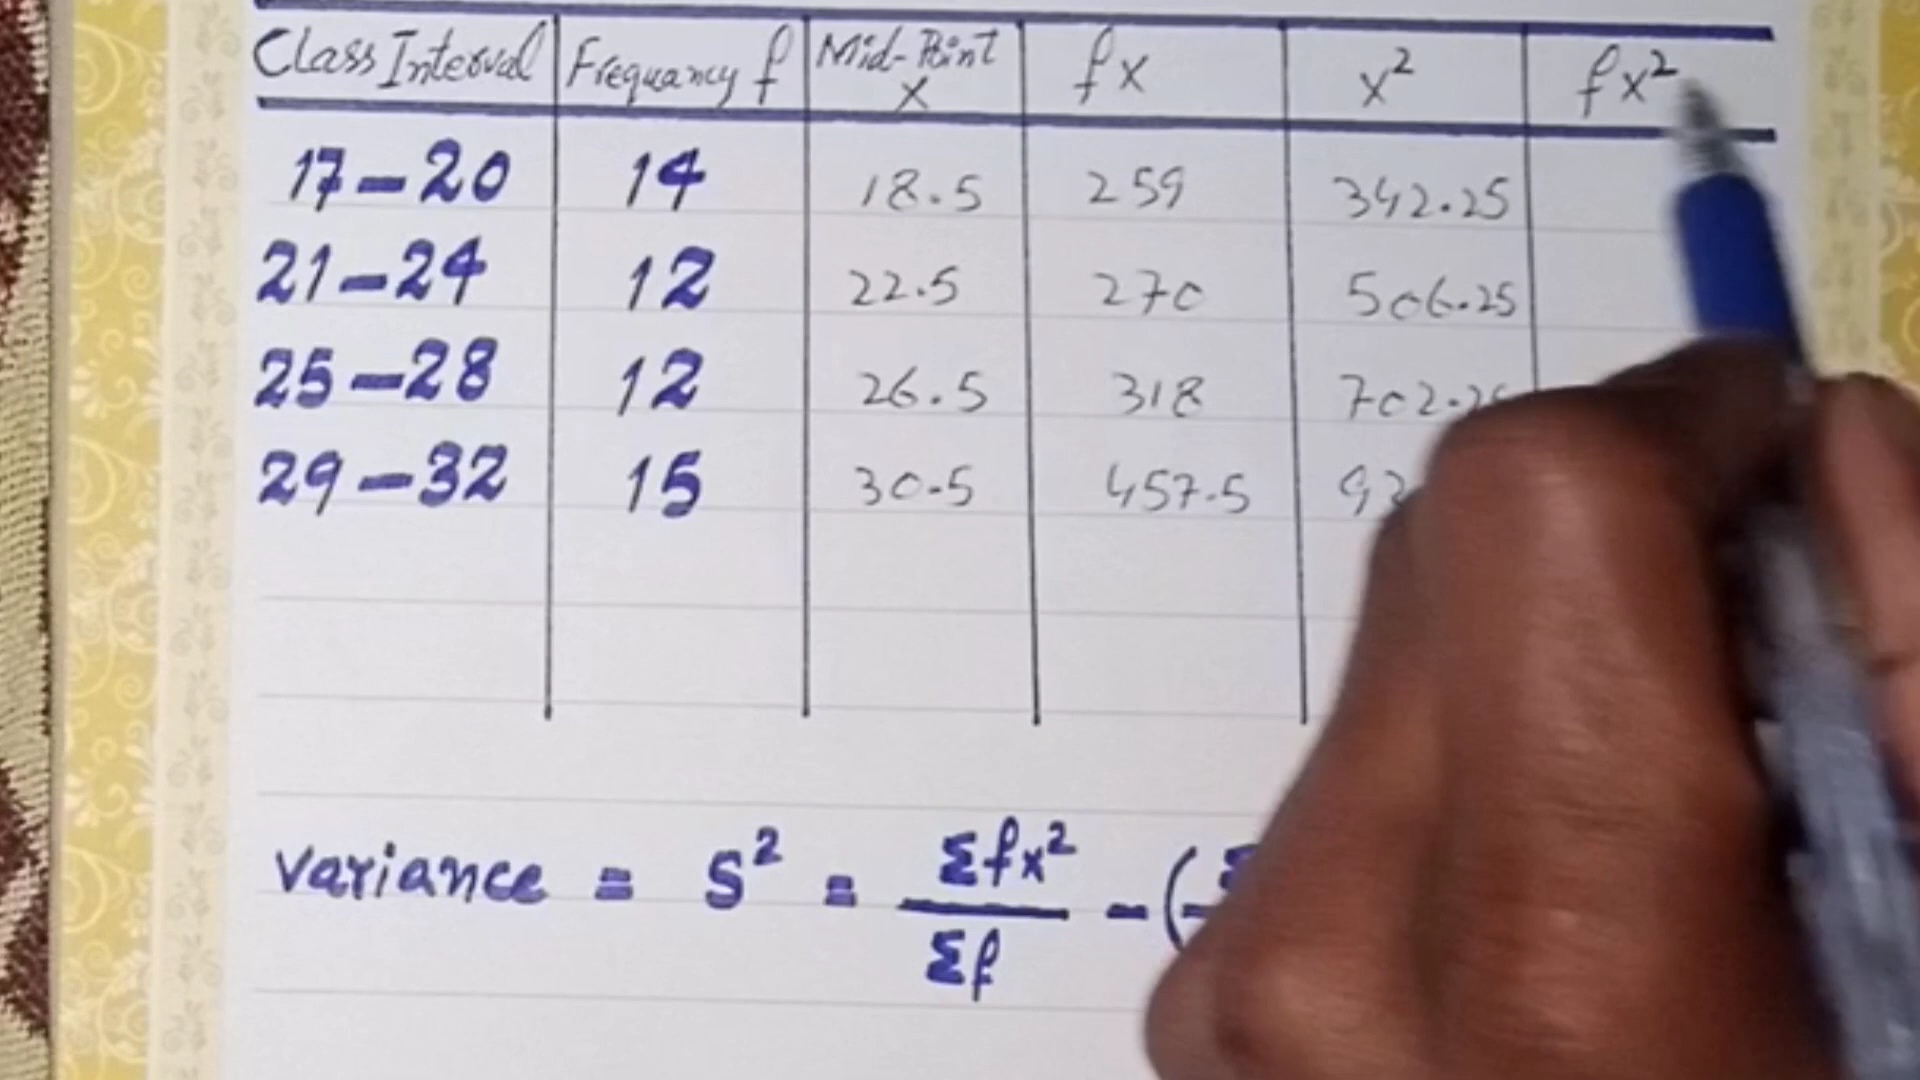 Class Interval Frequancy f Mid-Point x fx x² fx²
17-20 14 18.5 259 342.25
21-24 12 22.5 270 506.25
25-28 12 26.5 318
29-32 15 30.5 457.5
variance = S² = Σfx² / Σf - (